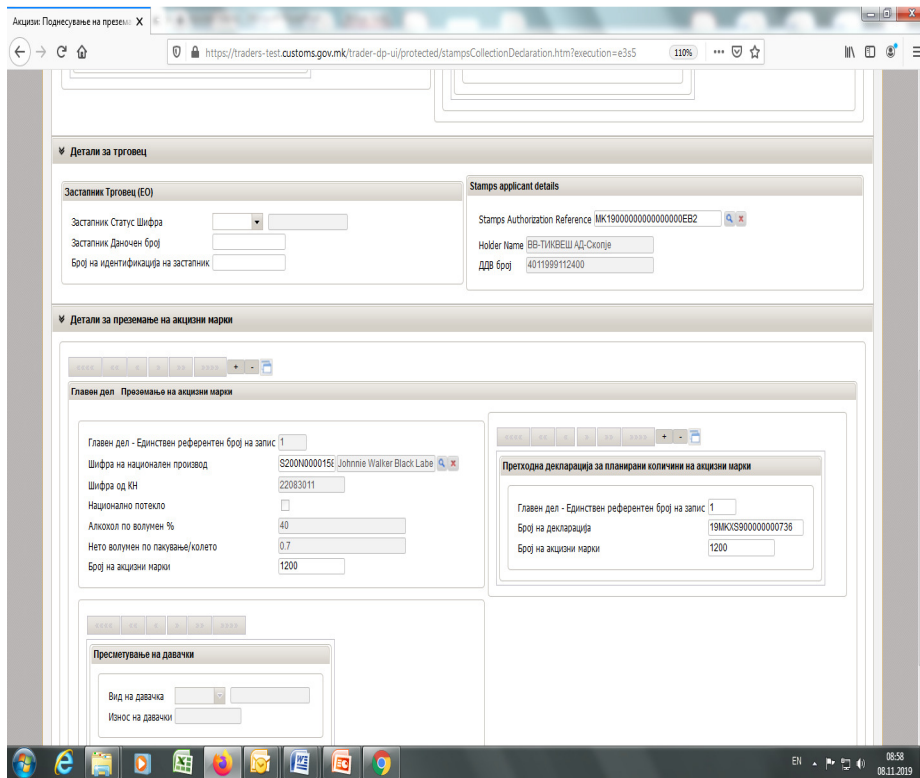 Акцизи: Поднесување на презема X
https://traders-test.customs.gov.mk/trader-dp-ui/protected/stampsCollectionDeclaration.htm?execution=e3s5 110%
Детали за трговец
Застапник Трговец (ЕО)
Застапник Статус Шифра
Застапник Даночен број
Број на идентификација на застапник
Stamps applicant details
Stamps Authorization Reference MK19000000000000000EB2
Holder Name ВВ-ТИКВЕШ АД-Скопје
ДДВ број 4011999112400
Детали за преземање на акцизни марки
<<<< << < > >> >>>> + -
Главен дел Преземање на акцизни марки
Главен дел - Единствен референтен број на запис 1
Шифра на национален производ S200N0000158 Johnnie Walker Black Labe
Шифра од КН 22083011
Национално потекло
Алкохол по волумен % 40
Нето волумен по пакување/колето 0.7
Број на акцизни марки 1200
<<<< << < > >> >>>> + -
Претходна декларација за планирани количини на акцизни марки
Главен дел - Единствен референтен број на запис 1
Број на декларација 19MKXS900000000736
Број на акцизни марки 1200
<<<< << < > >> >>>>
Пресметување на давачки
Вид на давачка
Износ на давачки
EN 08:58
08.11.2019